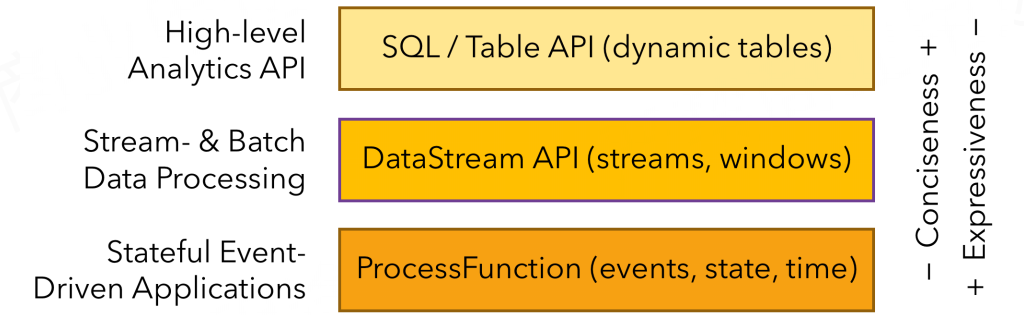 High-level
Analytics API
SQL / Table API (dynamic tables)
Stream- & Batch
Data Processing
DataStream API (streams, windows)
Stateful Event-
Driven Applications
ProcessFunction (events, state, time)
− Conciseness +
+ Expressiveness −